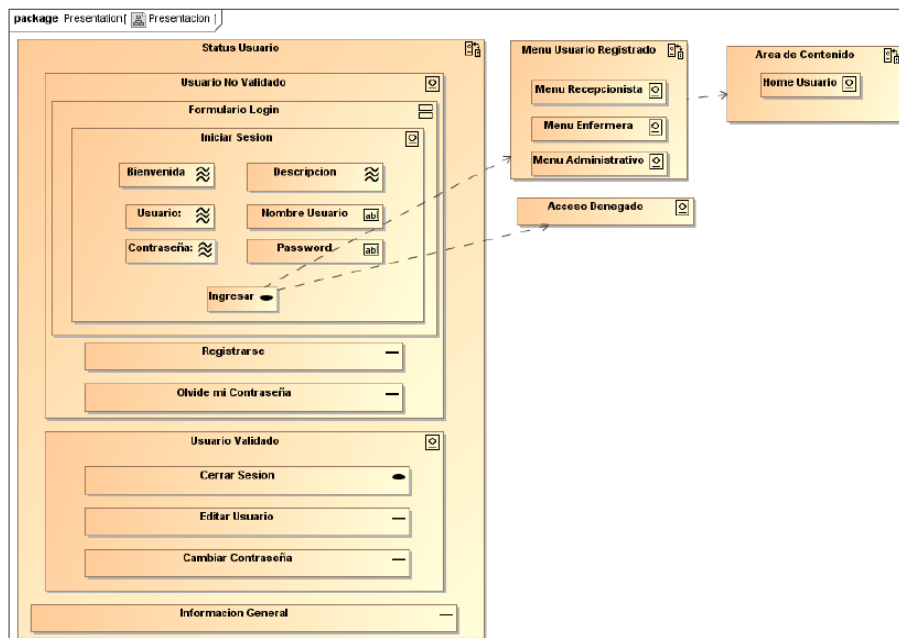 package Presentation[ Presentacion ]
Status Usuario
Usuario No Validado
Formulario Login
Iniciar Sesion
Bienvenida
Descripcion
Usuario:
Nombre Usuario
ab
Contraseña:
Password
ab
Ingresar
Registrarse
Olvide mi Contraseña
Usuario Validado
Cerrar Sesion
Editar Usuario
Cambiar Contraseña
Informacion General
Menu Usuario Registrado
Menu Recepcionista
Menu Enfermera
Menu Administrativo
Acceso Denegado
Area de Contenido
Home Usuario